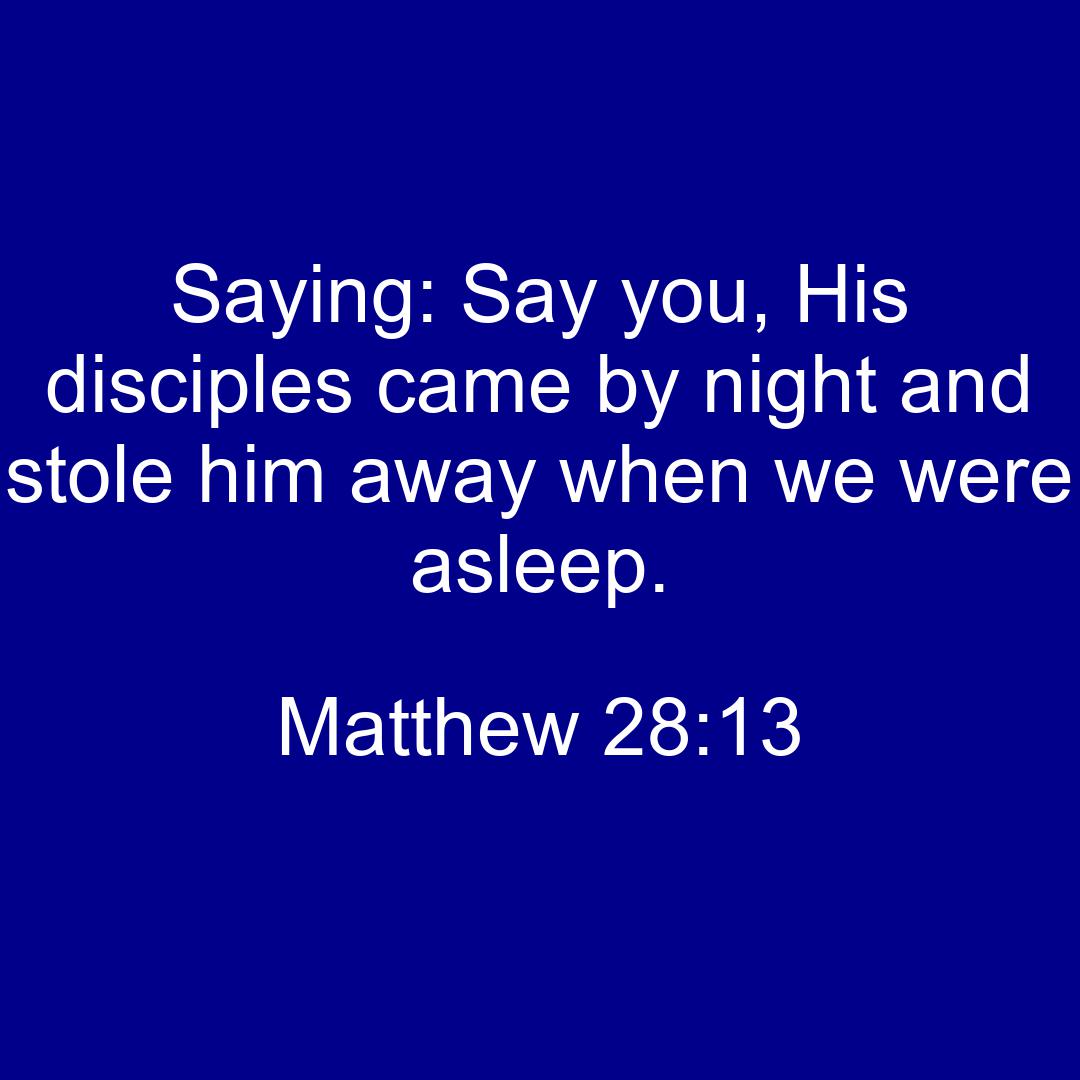 Saying: Say you, His
disciples came by night and
stole him away when we were
asleep.
Matthew 28:13